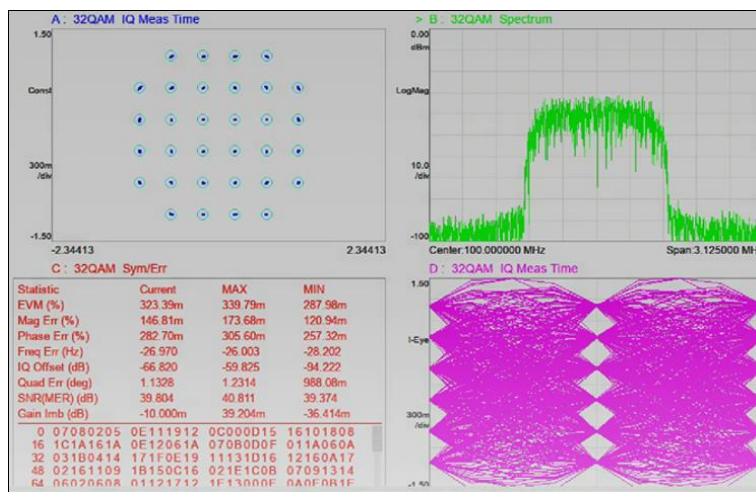 A : 32QAM IQ Meas Time
1.50
Const
300m
/div
-1.50
-2.34413 2.34413
> B : 32QAM Spectrum
0.00
dBm
LogMag
10.0
/div
-100
Center:100.000000 MHz Span:3.125000 MHz
C : 32QAM Sym/Err
Statistic Current MAX MIN
EVM (%) 323.39m 339.79m 287.98m
Mag Err (%) 146.81m 173.68m 120.94m
Phase Err (%) 282.70m 305.60m 257.32m
Freq Err (Hz) -26.970 -26.003 -28.202
IQ Offset (dB) -66.820 -59.825 -94.222
Quad Err (deg) 1.1328 1.2314 988.08m
SNR(MER) (dB) 39.804 40.811 39.374
Gain Imb (dB) -10.000m 39.204m -36.414m
0 07080205 0E111912 0C000D15 16101808
16 1C1A161A 0E12061A 070B0D0F 011A060A
32 031B0414 171F0E19 11131D16 12160A17
48 02161109 1B150C16 021E1C0B 07091314
64 06020608 01121712 1E13000E 0A0E0B1E
D : 32QAM IQ Meas Time
1.50
I-Eye
300m
/div
-1.50